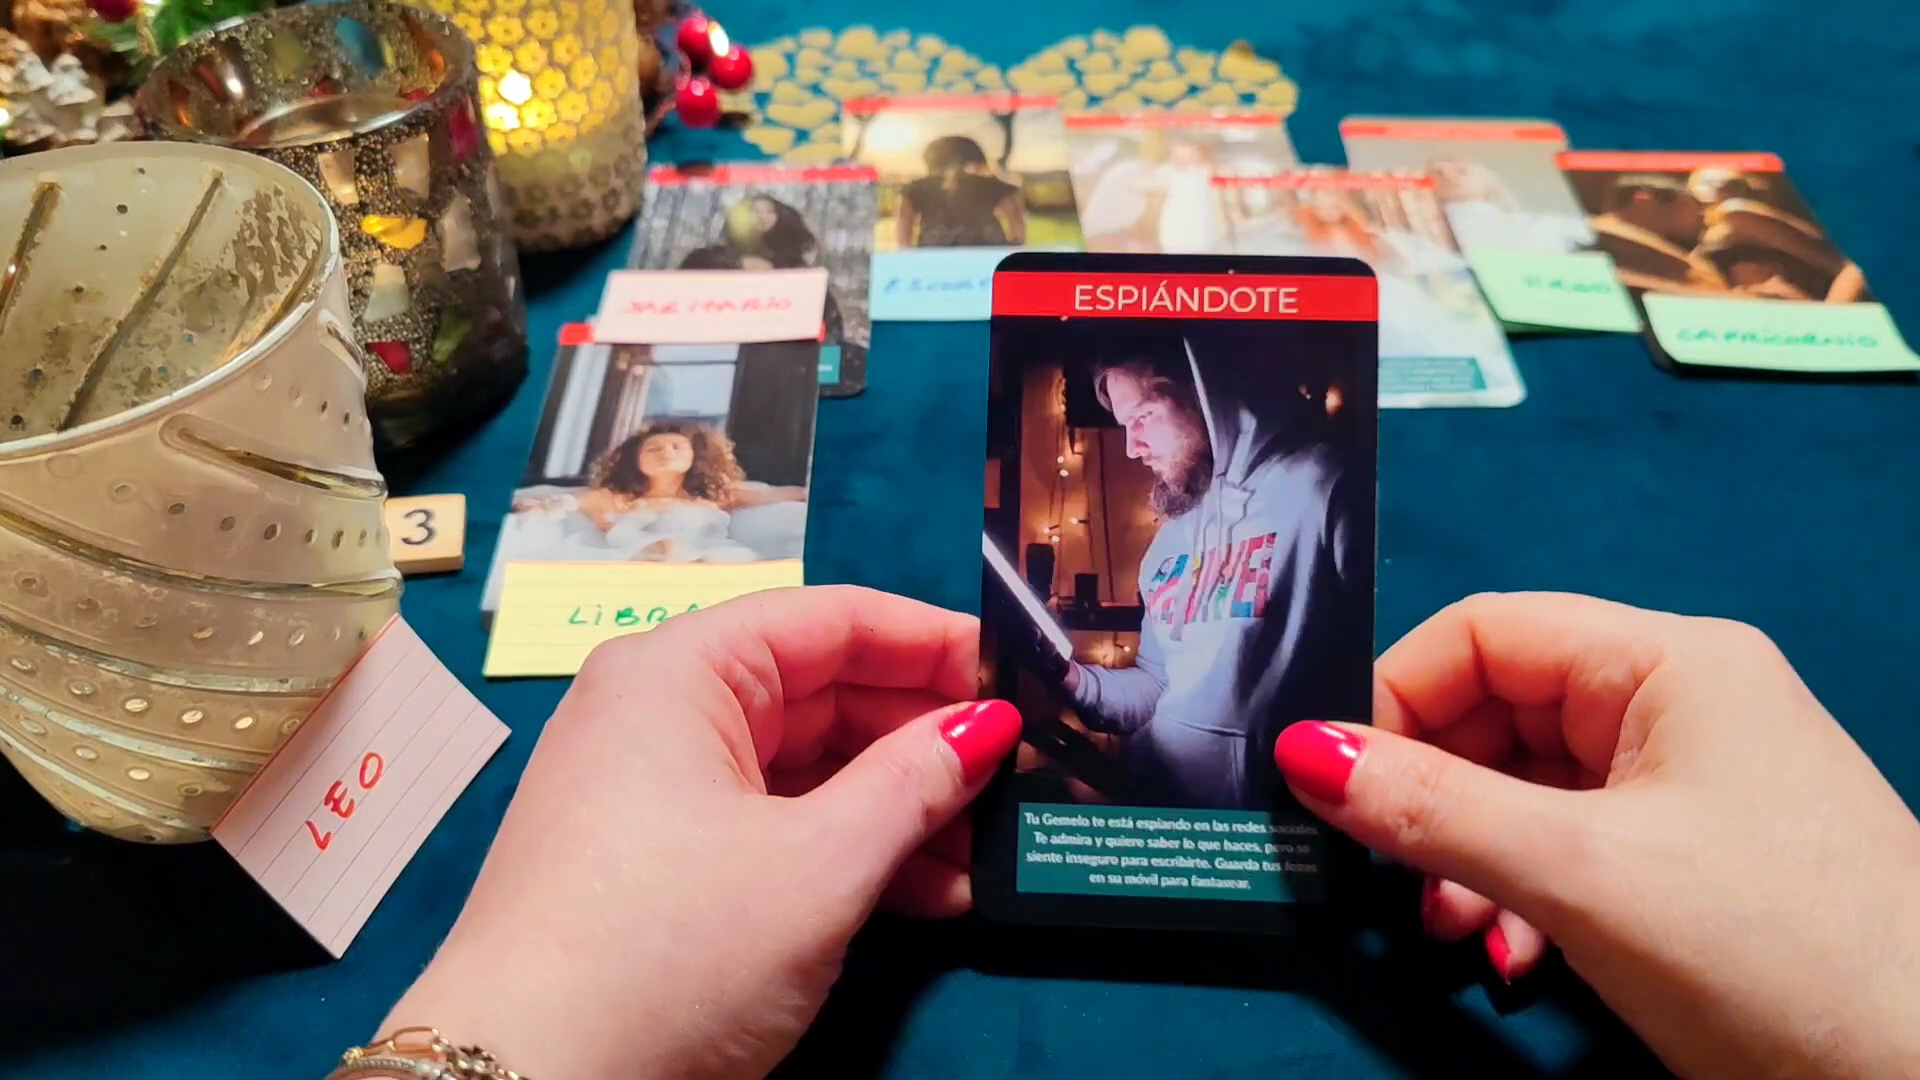 SAGITARIO
CAPRICORNIO
ESPIÁNDOTE
3
LIBRA
LEO
Tu Gemelo te está espiando en las redes sociales.
Te admira y quiere saber lo que haces, pero se
siente inseguro para escribirte. Guarda tus fotos
en su móvil para fantasear.